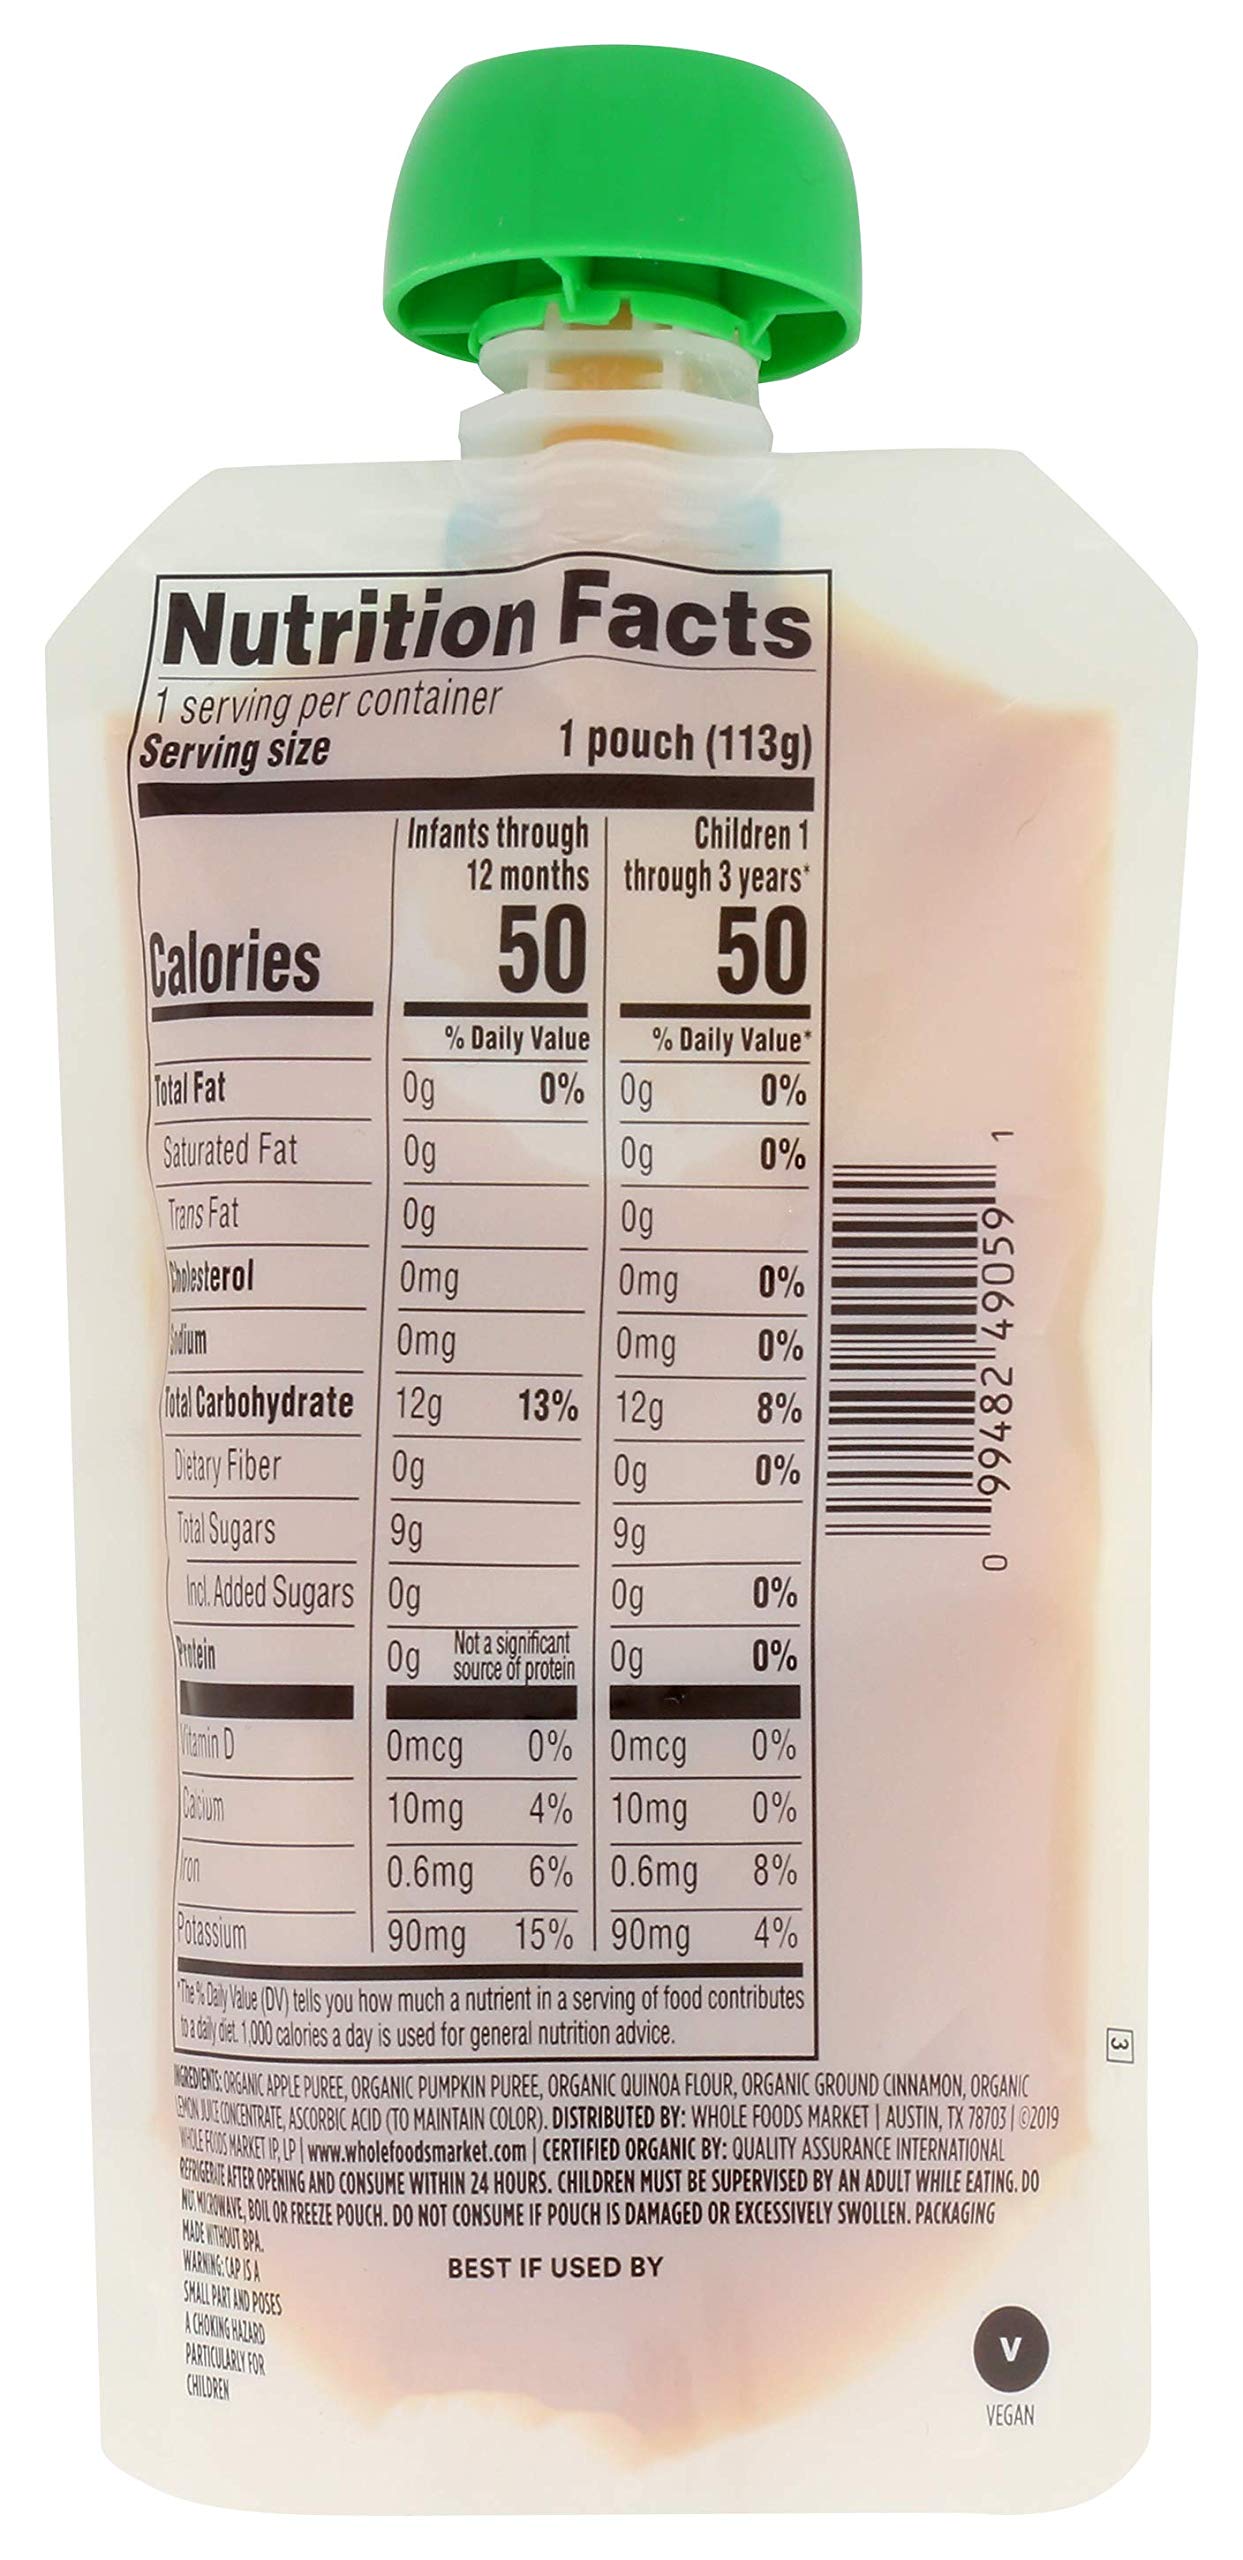 Nutrition Facts
1 serving per container
Serving size 1 pouch (113g)
Infants through 12 months Children 1 through 3 years*
Calories 50 50
% Daily Value % Daily Value*
Total Fat 0g 0% 0g 0%
Saturated Fat 0g 0g 0%
Trans Fat 0g 0g
Cholesterol 0mg 0mg 0%
Sodium 0mg 0mg 0%
Total Carbohydrate 12g 13% 12g 8%
Dietary Fiber 0g 0g 0%
Total Sugars 9g 9g
Incl. Added Sugars 0g 0g 0%
Protein 0g Not a significant source of protein 0g 0%
Vitamin D 0mcg 0% 0mcg 0%
Calcium 10mg 4% 10mg 0%
Iron 0.6mg 6% 0.6mg 8%
Potassium 90mg 15% 90mg 4%
*The % Daily Value (DV) tells you how much a nutrient in a serving of food contributes
to a daily diet. 1,000 calories a day is used for general nutrition advice.
INGREDIENTS: ORGANIC APPLE PUREE, ORGANIC PUMPKIN PUREE, ORGANIC QUINOA FLOUR, ORGANIC GROUND CINNAMON, ORGANIC
LEMON JUICE CONCENTRATE, ASCORBIC ACID (TO MAINTAIN COLOR). DISTRIBUTED BY: WHOLE FOODS MARKET | AUSTIN, TX 78703 | ©2019
WHOLE FOODS MARKET IP, LP | www.wholefoodsmarket.com | CERTIFIED ORGANIC BY: QUALITY ASSURANCE INTERNATIONAL
REFRIGERATE AFTER OPENING AND CONSUME WITHIN 24 HOURS. CHILDREN MUST BE SUPERVISED BY AN ADULT WHILE EATING. DO
NOT MICROWAVE, BOIL OR FREEZE POUCH. DO NOT CONSUME IF POUCH IS DAMAGED OR EXCESSIVELY SWOLLEN. PACKAGING
MADE WITHOUT BPA.
WARNING: CAP IS A
SMALL PART AND POSES
A CHOKING HAZARD
PARTICULARLY FOR
CHILDREN
BEST IF USED BY
V
VEGAN
0 99482 49059 1
3